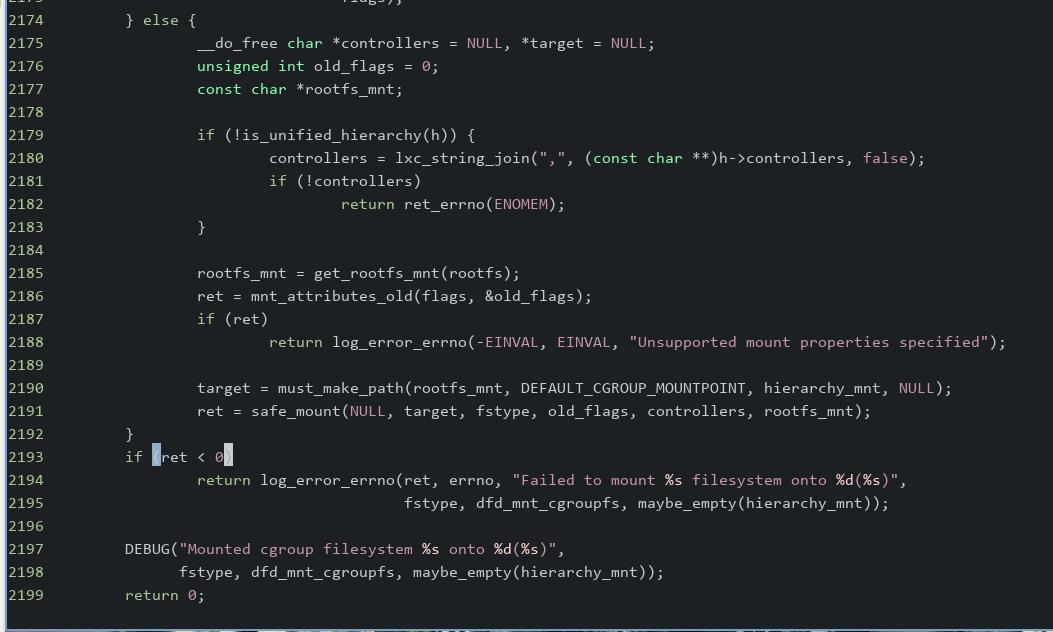 2174 } else {
2175 __do_free char *controllers = NULL, *target = NULL;
2176 unsigned int old_flags = 0;
2177 const char *rootfs_mnt;
2178
2179 if (!is_unified_hierarchy(h)) {
2180 controllers = lxc_string_join(",", (const char **)h->controllers, false);
2181 if (!controllers)
2182 return ret_errno(ENOMEM);
2183 }
2184
2185 rootfs_mnt = get_rootfs_mnt(rootfs);
2186 ret = mnt_attributes_old(flags, &old_flags);
2187 if (ret)
2188 return log_error_errno(-EINVAL, EINVAL, "Unsupported mount properties specified");
2189
2190 target = must_make_path(rootfs_mnt, DEFAULT_CGROUP_MOUNTPOINT, hierarchy_mnt, NULL);
2191 ret = safe_mount(NULL, target, fstype, old_flags, controllers, rootfs_mnt);
2192 }
2193 if (ret < 0)
2194 return log_error_errno(ret, errno, "Failed to mount %s filesystem onto %d(%s)",
2195 fstype, dfd_mnt_cgroupfs, maybe_empty(hierarchy_mnt));
2196
2197 DEBUG("Mounted cgroup filesystem %s onto %d(%s)",
2198 fstype, dfd_mnt_cgroupfs, maybe_empty(hierarchy_mnt));
2199 return 0;